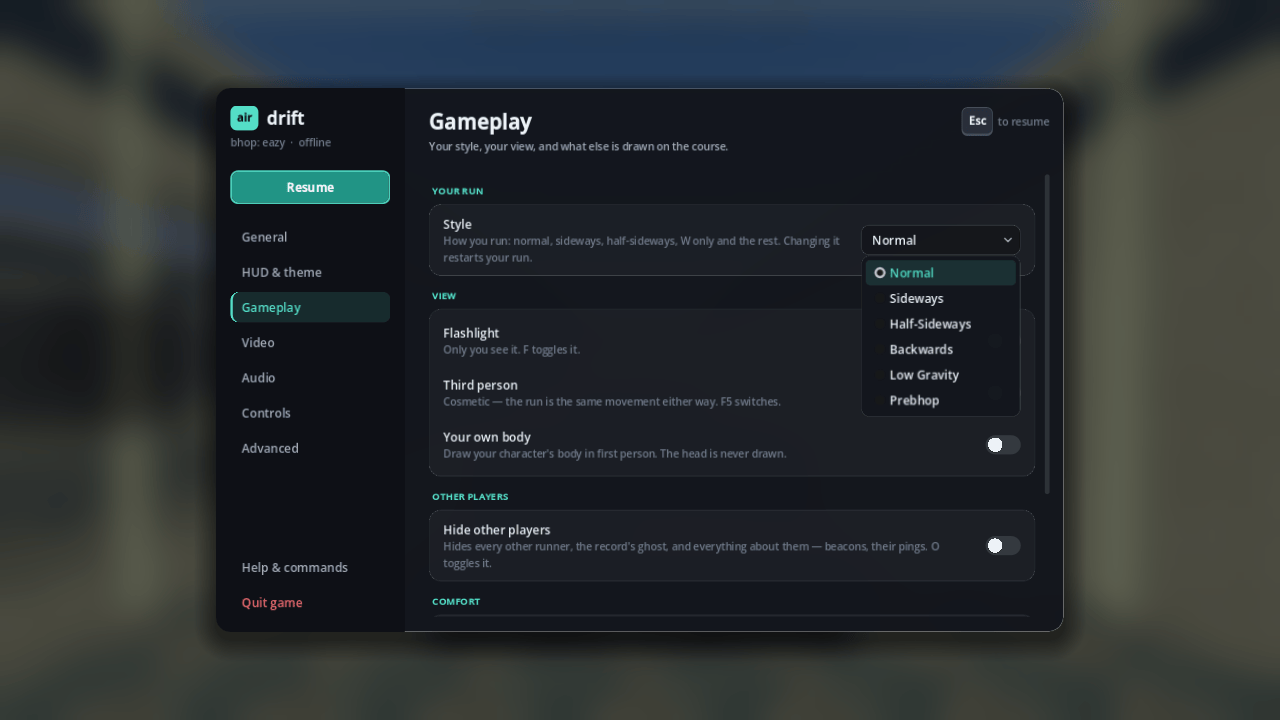 air drift
bhop: eazy · offline
Resume
General
HUD & theme
Gameplay
Video
Audio
Controls
Advanced
Help & commands
Quit game
Gameplay
Your style, your view, and what else is drawn on the course.
Esc to resume
YOUR RUN
Style
How you run: normal, sideways, half-sideways, W only and the rest. Changing it
restarts your run.
Normal
Normal
Sideways
Half-Sideways
Backwards
Low Gravity
Prebhop
VIEW
Flashlight
Only you see it. F toggles it.
Third person
Cosmetic — the run is the same movement either way. F5 switches.
Your own body
Draw your character's body in first person. The head is never drawn.
OTHER PLAYERS
Hide other players
Hides every other runner, the record's ghost, and everything about them — beacons, their pings. O
toggles it.
COMFORT